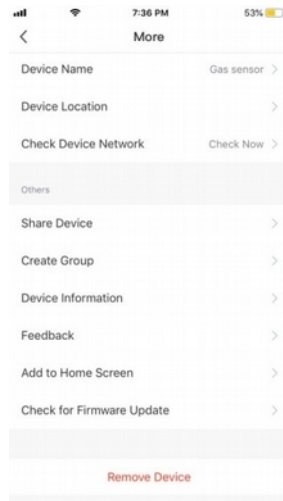 7:36 PM 53%
More
Device Name Gas sensor
Device Location
Check Device Network Check Now
Others
Share Device
Create Group
Device Information
Feedback
Add to Home Screen
Check for Firmware Update
Remove Device